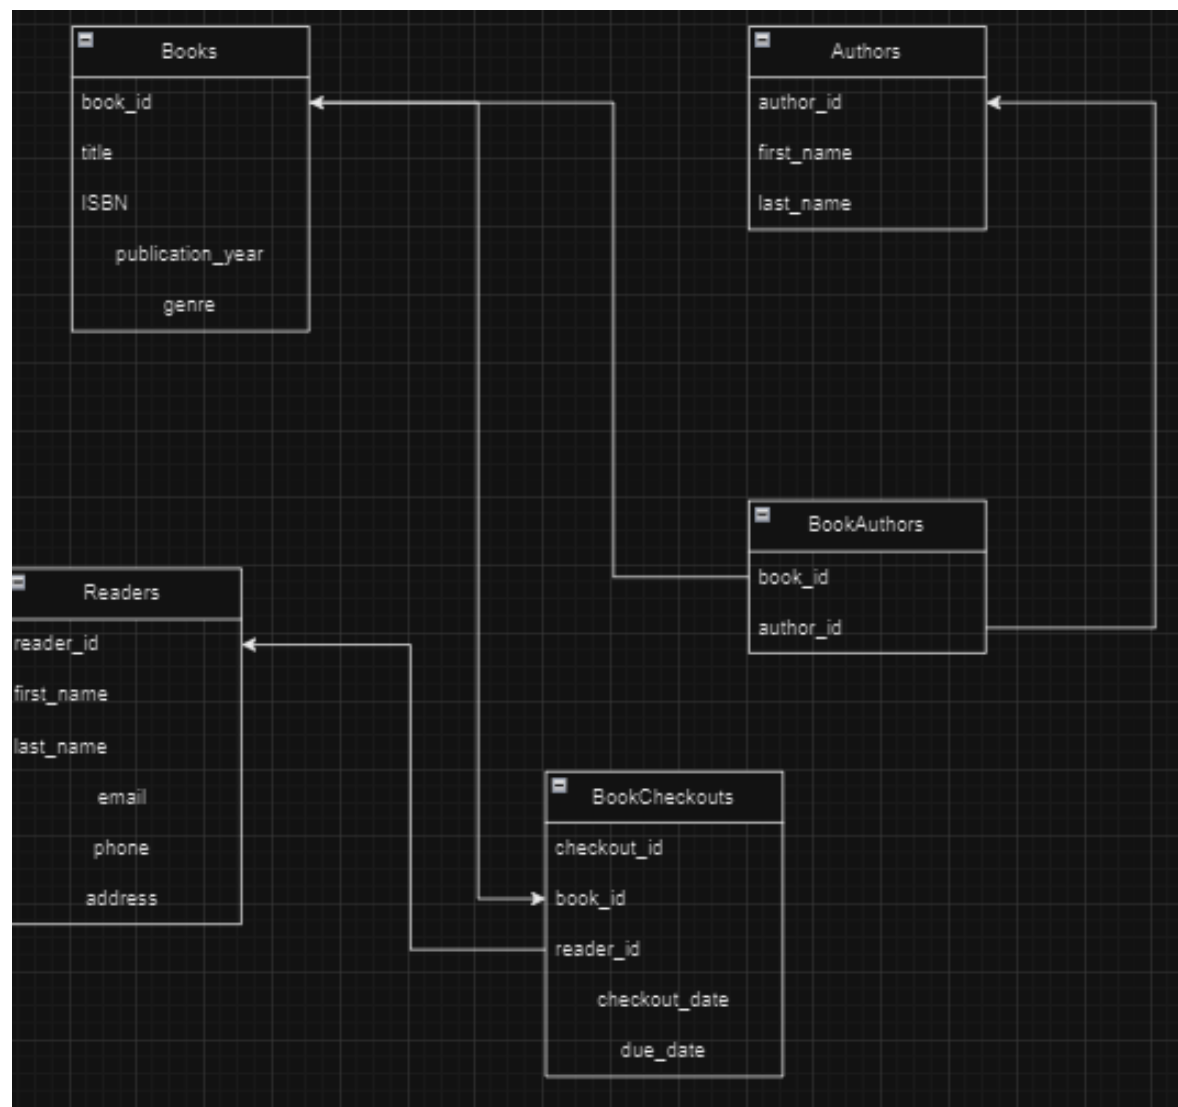 Books
book_id
title
ISBN
publication_year
genre
Authors
author_id
first_name
last_name
BookAuthors
book_id
author_id
Readers
reader_id
first_name
last_name
email
phone
address
BookCheckouts
checkout_id
book_id
reader_id
checkout_date
due_date